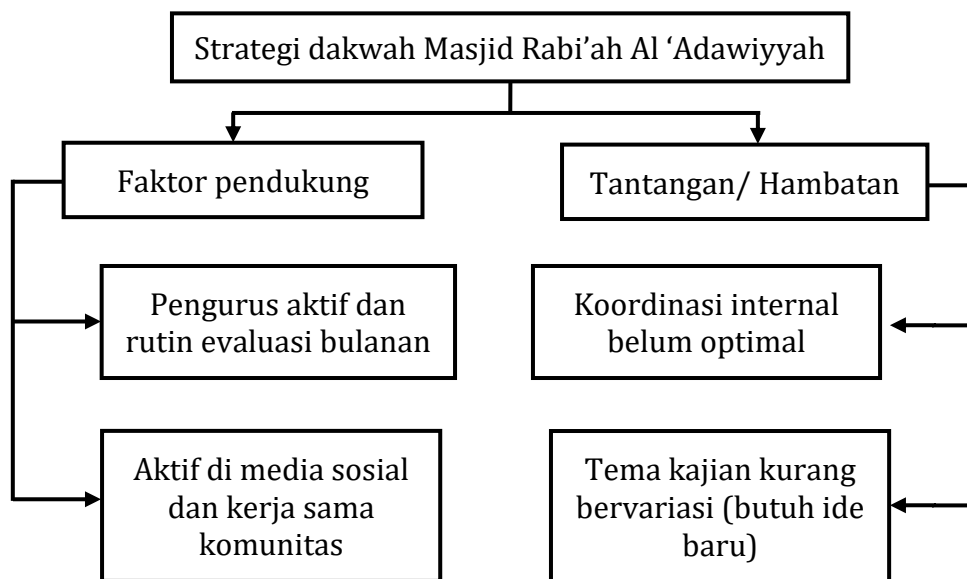 Strategi dakwah Masjid Rabi’ah Al ‘Adawiyyah
Faktor pendukung
Tantangan/ Hambatan
Pengurus aktif dan
rutin evaluasi bulanan
Koordinasi internal
belum optimal
Aktif di media sosial
dan kerja sama
komunitas
Tema kajian kurang
bervariasi (butuh ide
baru)